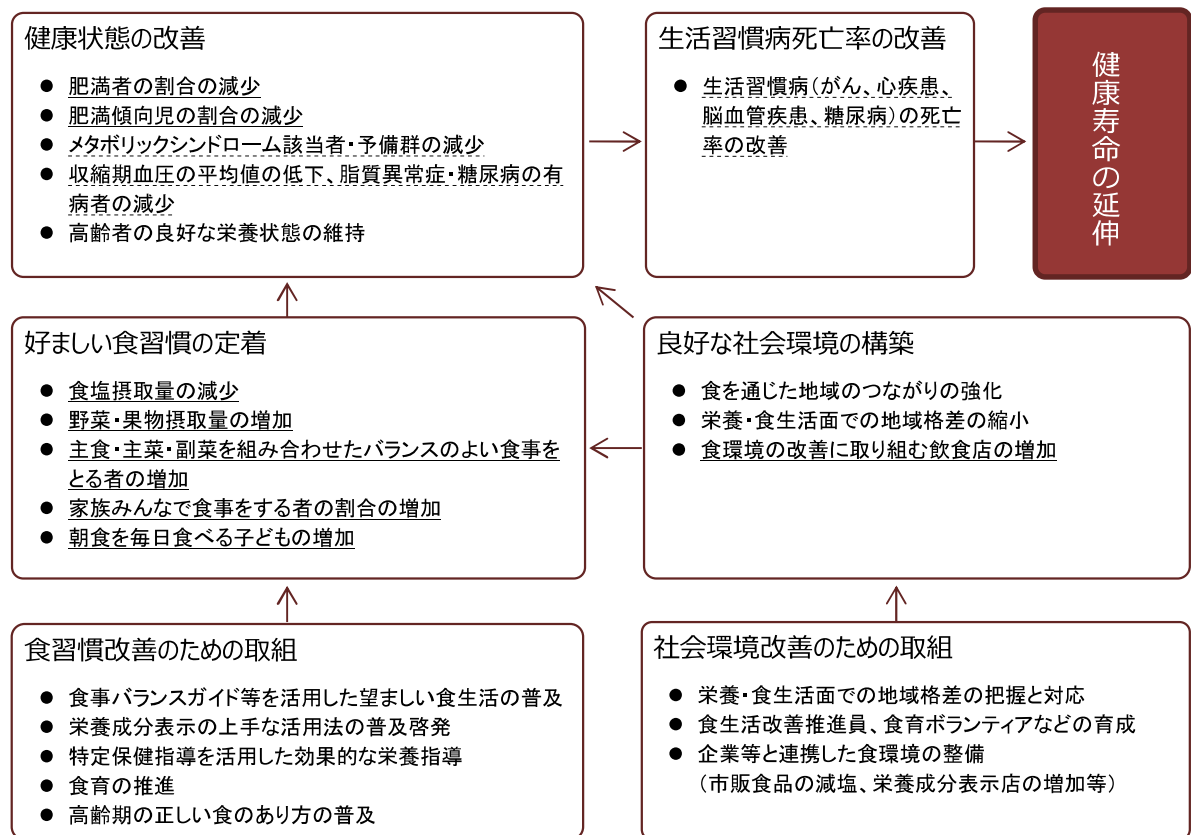 健康状態の改善
● 肥満者の割合の減少
● 肥満傾向児の割合の減少
● メタボリックシンドローム該当者・予備群の減少
● 収縮期血圧の平均値の低下、脂質異常症・糖尿病の有
病者の減少
● 高齢者の良好な栄養状態の維持
生活習慣病死亡率の改善
● 生活習慣病（がん、心疾患、
脳血管疾患、糖尿病）の死亡
率の改善
健康寿命の延伸
好ましい食習慣の定着
● 食塩摂取量の減少
● 野菜・果物摂取量の増加
● 主食・主菜・副菜を組み合わせたバランスのよい食事を
とる者の増加
● 家族みんなで食事をする者の割合の増加
● 朝食を毎日食べる子どもの増加
良好な社会環境の構築
● 食を通じた地域のつながりの強化
● 栄養・食生活面での地域格差の縮小
● 食環境の改善に取り組む飲食店の増加
食習慣改善のための取組
● 食事バランスガイド等を活用した望ましい食生活の普及
● 栄養成分表示の上手な活用法の普及啓発
● 特定保健指導を活用した効果的な栄養指導
● 食育の推進
● 高齢期の正しい食のあり方の普及
社会環境改善のための取組
● 栄養・食生活面での地域格差の把握と対応
● 食生活改善推進員、食育ボランティアなどの育成
● 企業等と連携した食環境の整備
（市販食品の減塩、栄養成分表示店の増加等）